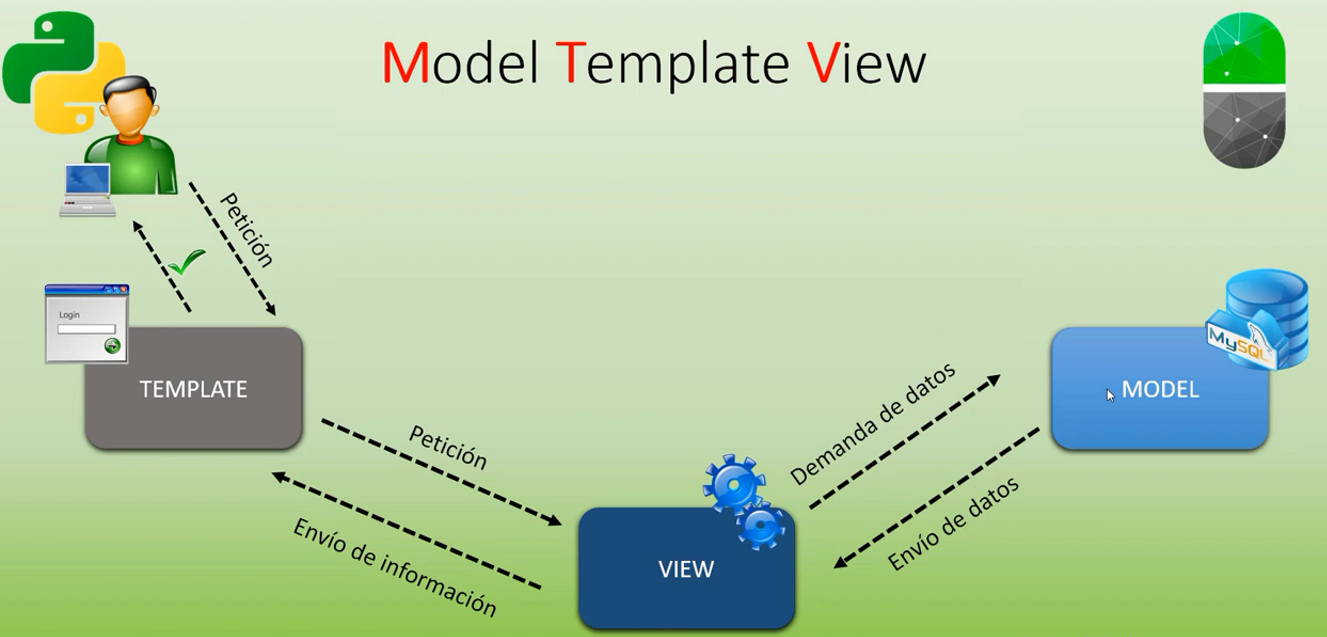 Model Template View
Petición
Login
TEMPLATE
MySQL
MODEL
Petición
Demanda de datos
Envío de información
Envío de datos
VIEW